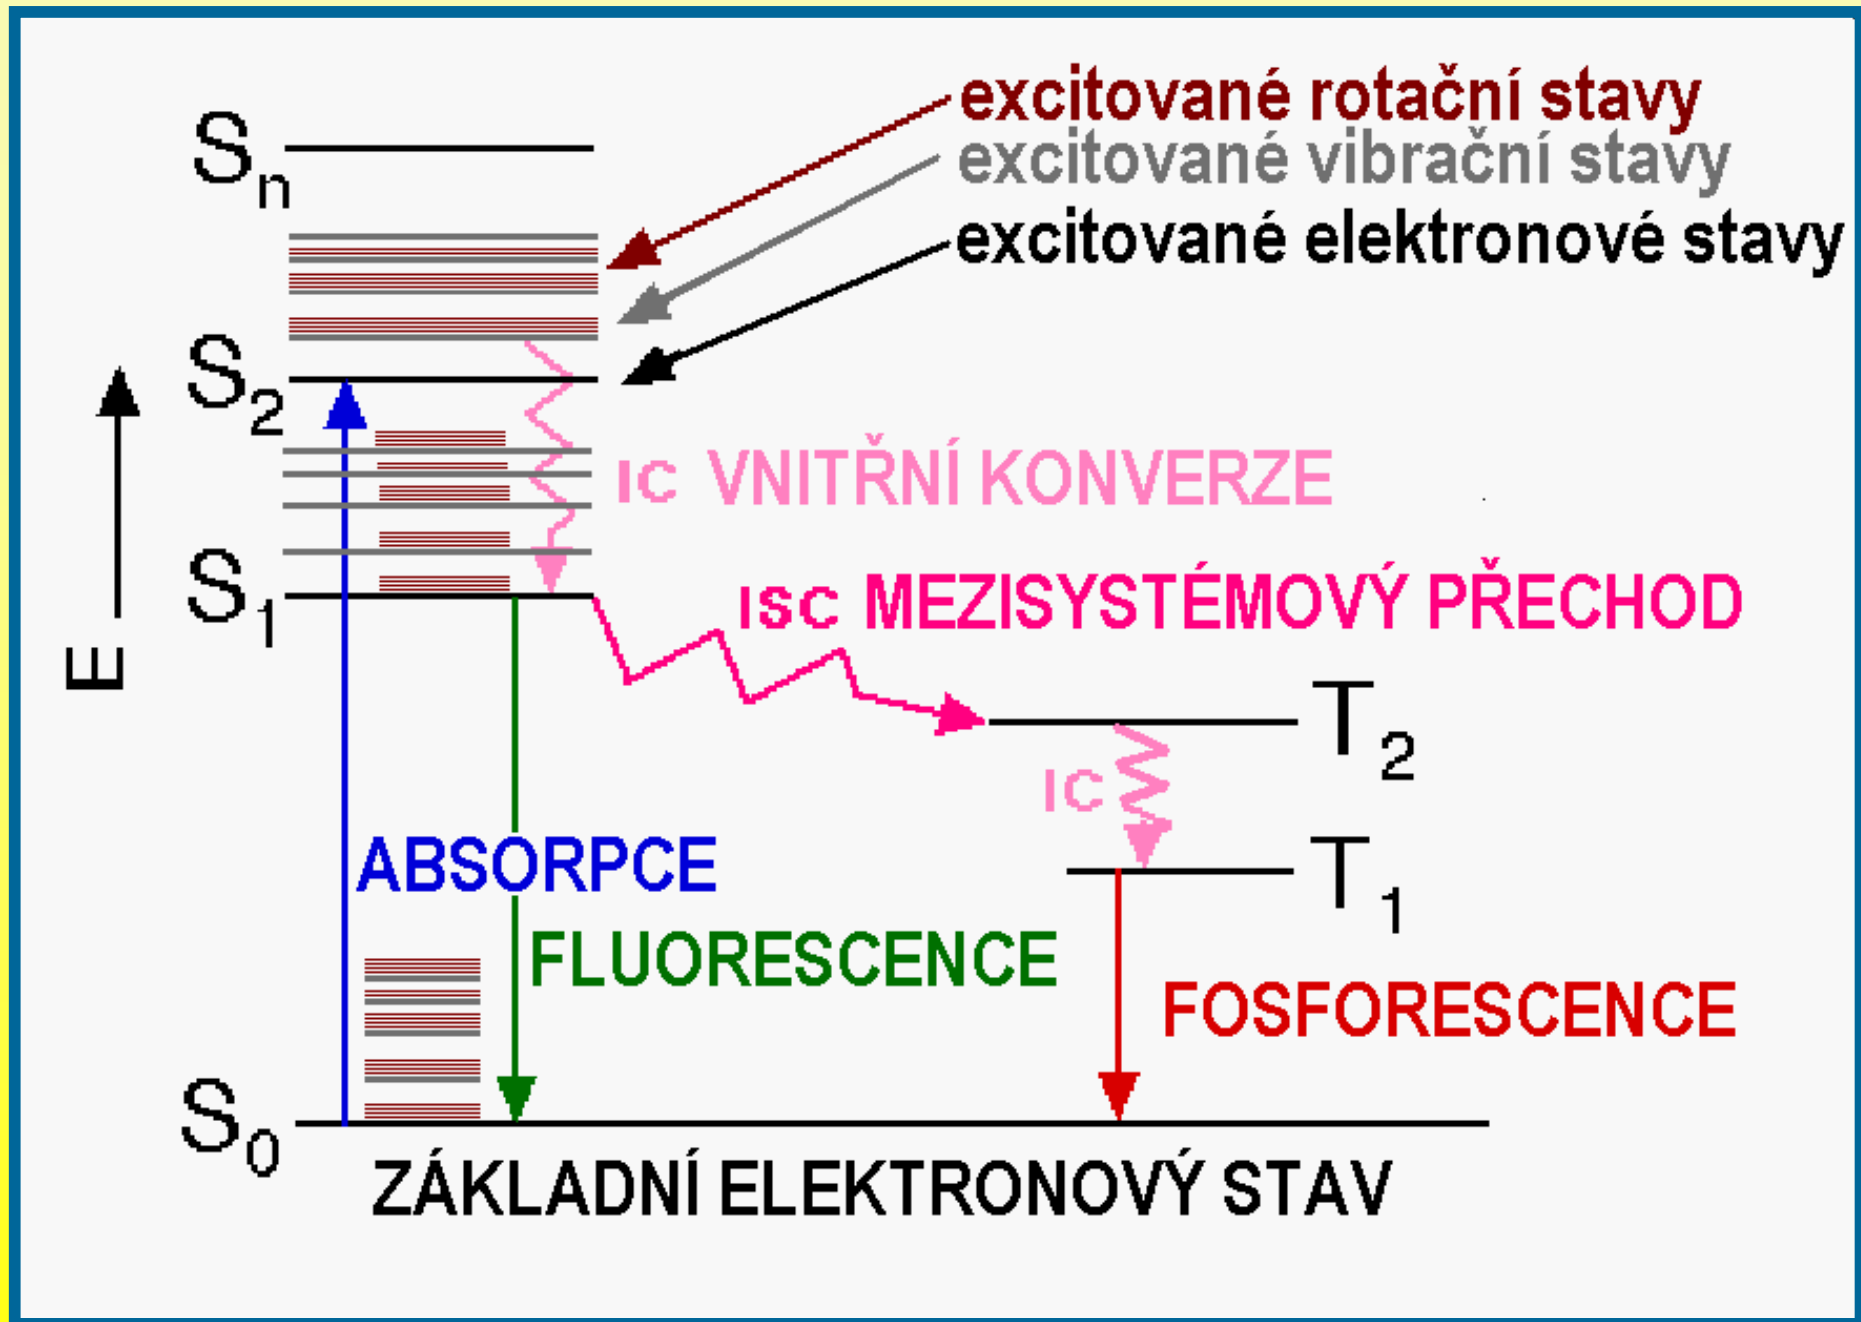 excitované rotační stavy
excitované vibrační stavy
excitované elektronové stavy
Sn
S2
IC VNITŘNÍ KONVERZE
S1
ISC MEZISYSTÉMOVÝ PŘECHOD
E
T2
IC
T1
ABSORPCE
FLUORESCENCE
FOSFORESCENCE
S0
ZÁKLADNÍ ELEKTRONOVÝ STAV